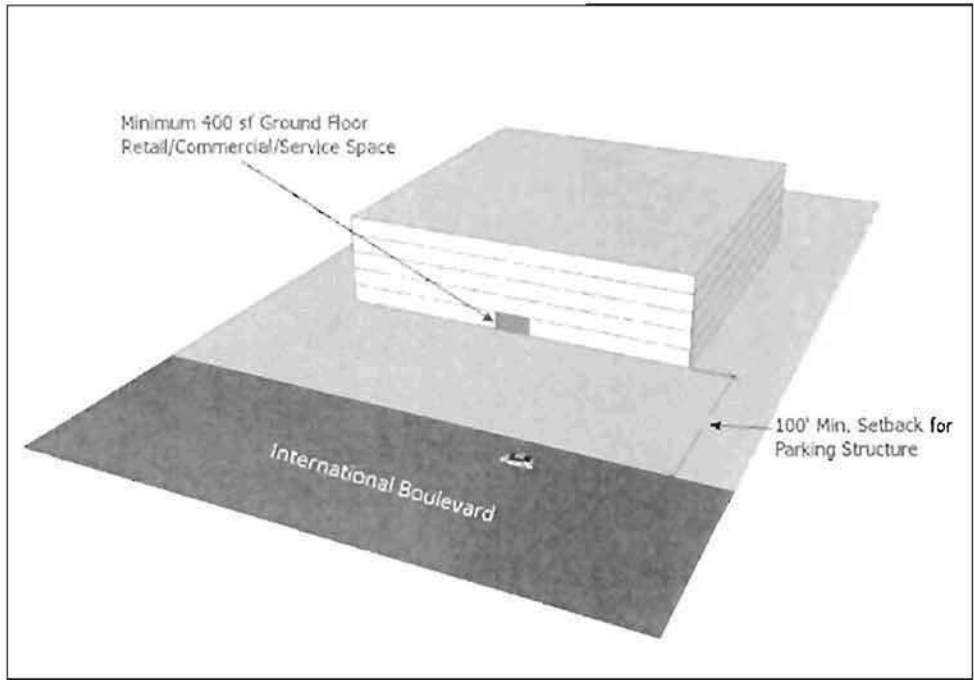 Minimum 400 sf Ground Floor
Retail/Commercial/Service Space
100' Min. Setback for
Parking Structure
International Boulevard